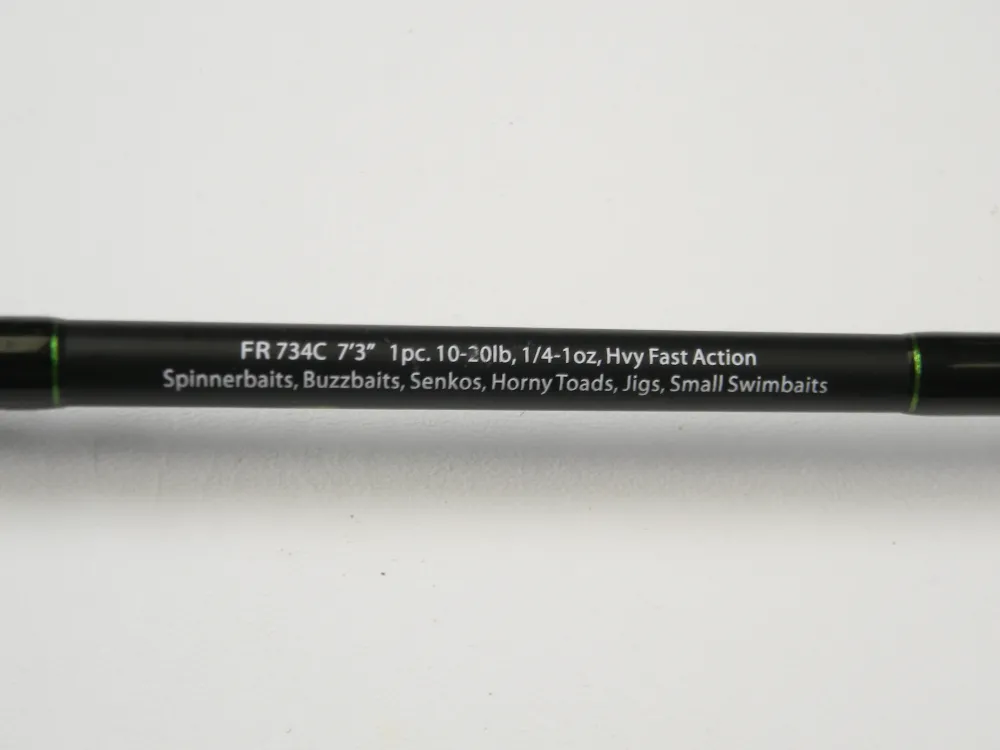 FR 734C 7'3" 1pc. 10-20lb, 1/4-1oz, Hvy Fast Action
Spinnerbaits, Buzzbaits, Senkos, Horny Toads, Jigs, Small Swimbaits